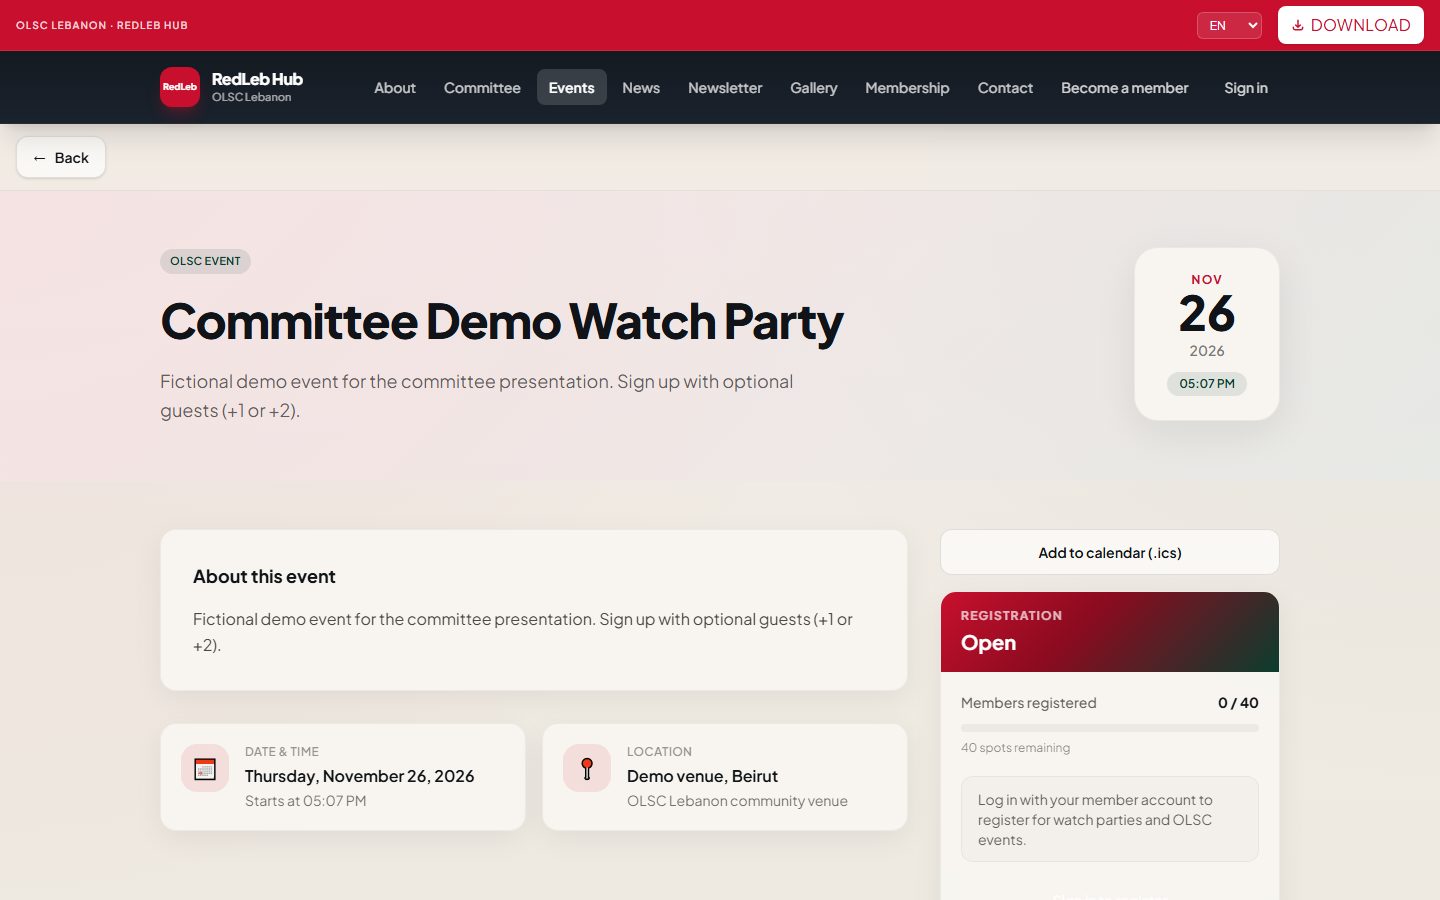 OLSC LEBANON · REDLEB HUB
EN
DOWNLOAD
RedLeb
RedLeb Hub
OLSC Lebanon
About
Committee
Events
News
Newsletter
Gallery
Membership
Contact
Become a member
Sign in
← Back
OLSC EVENT
Committee Demo Watch Party
Fictional demo event for the committee presentation. Sign up with optional
guests (+1 or +2).
NOV
26
2026
05:07 PM
About this event
Fictional demo event for the committee presentation. Sign up with optional guests (+1 or
+2).
DATE & TIME
Thursday, November 26, 2026
Starts at 05:07 PM
LOCATION
Demo venue, Beirut
OLSC Lebanon community venue
Add to calendar (.ics)
REGISTRATION
Open
Members registered
0 / 40
40 spots remaining
Log in with your member account to
register for watch parties and OLSC
events.